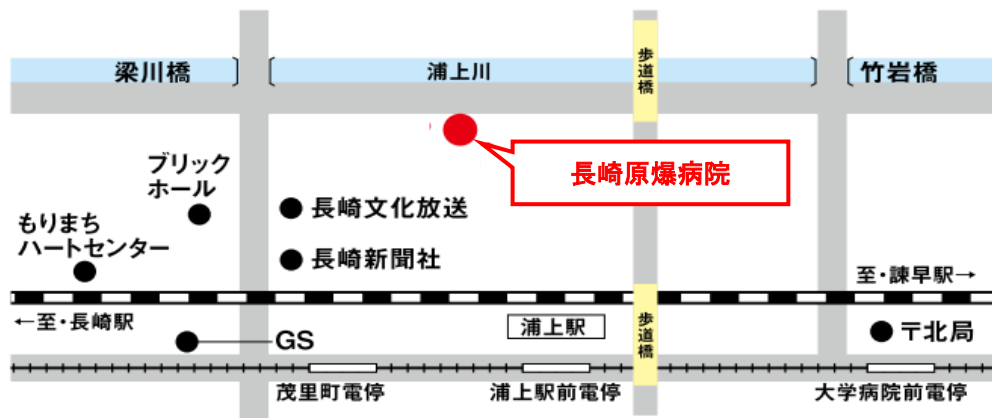 梁川橋
浦上川
歩道橋
竹岩橋
長崎原爆病院
ブリック
ホール
長崎文化放送
もりまち
ハートセンター
長崎新聞社
至・諫早駅→
←至・長崎駅
GS
浦上駅
歩道橋
〒北局
茂里町電停
浦上駅前電停
大学病院前電停